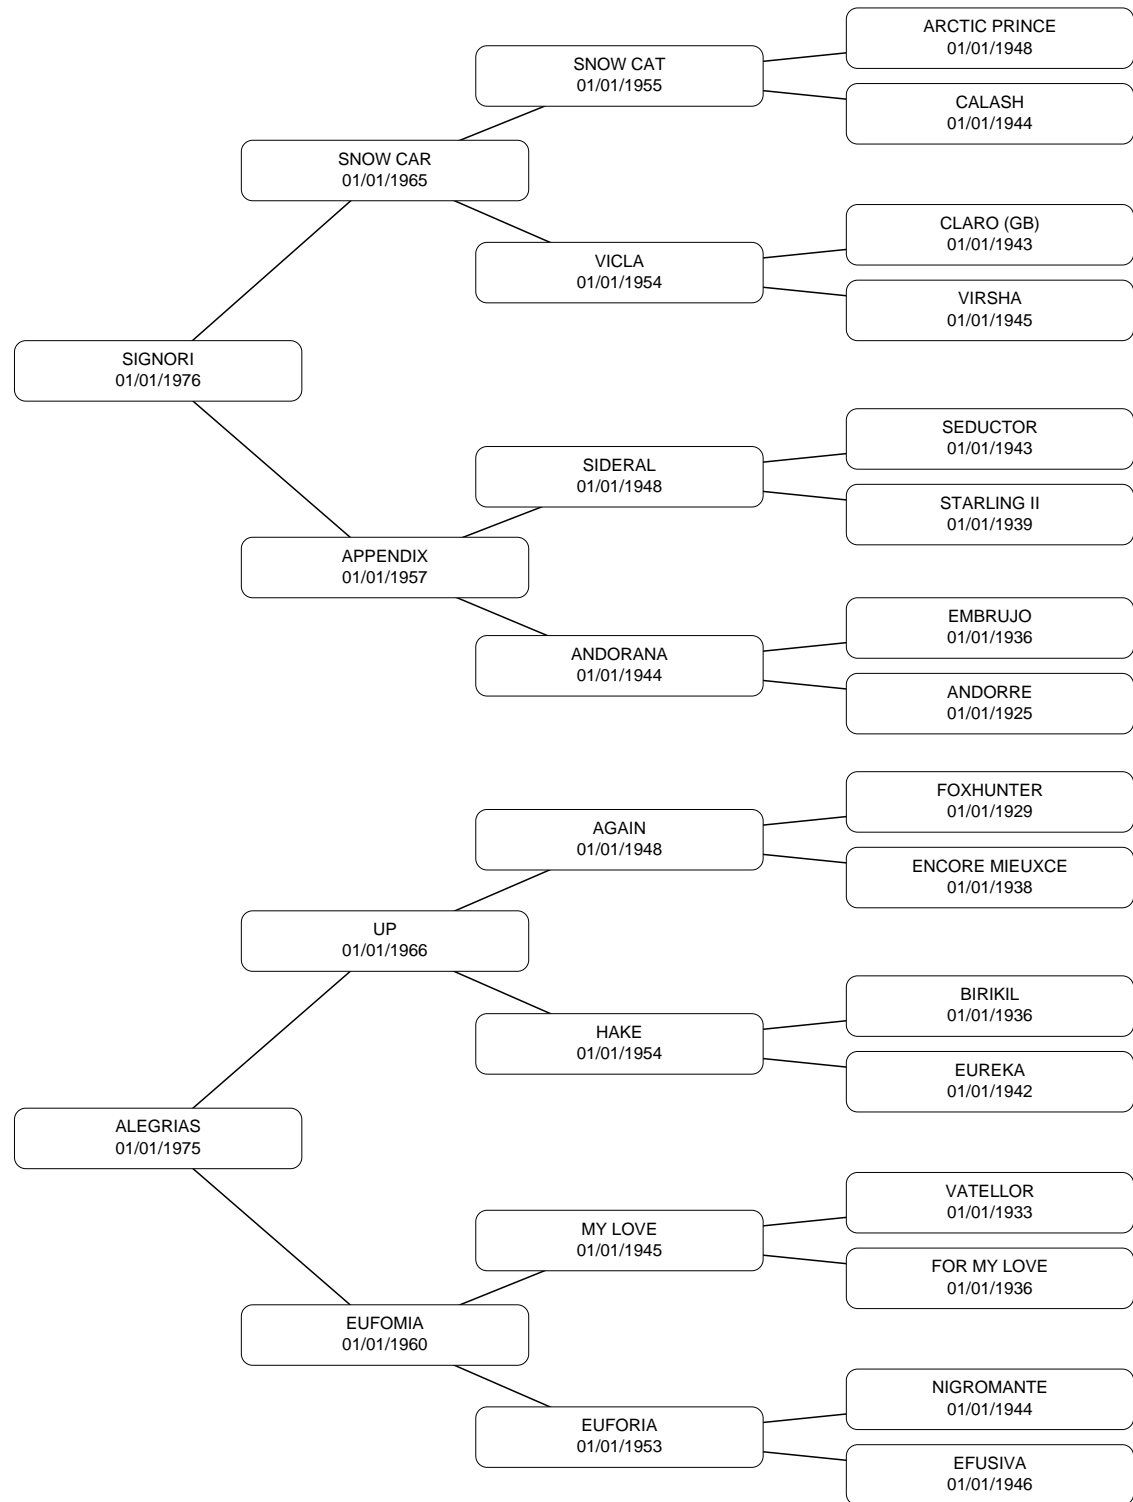 ARCTIC PRINCE
01/01/1948
SNOW CAT
01/01/1955
CALASH
01/01/1944
SNOW CAR
01/01/1965
CLARO (GB)
01/01/1943
VICLA
01/01/1954
VIRSHA
01/01/1945
SIGNORI
01/01/1976
SEDUCTOR
01/01/1943
SIDERAL
01/01/1948
STARLING II
01/01/1939
APPENDIX
01/01/1957
EMBRUJO
01/01/1936
ANDORANA
01/01/1944
ANDORRE
01/01/1925
FOXHUNTER
01/01/1929
AGAIN
01/01/1948
ENCORE MIEUXCE
01/01/1938
UP
01/01/1966
BIRIKIL
01/01/1936
HAKE
01/01/1954
EUREKA
01/01/1942
ALEGRIAS
01/01/1975
VATELLOR
01/01/1933
MY LOVE
01/01/1945
FOR MY LOVE
01/01/1936
EUFOMIA
01/01/1960
NIGROMANTE
01/01/1944
EUFORIA
01/01/1953
EFUSIVA
01/01/1946